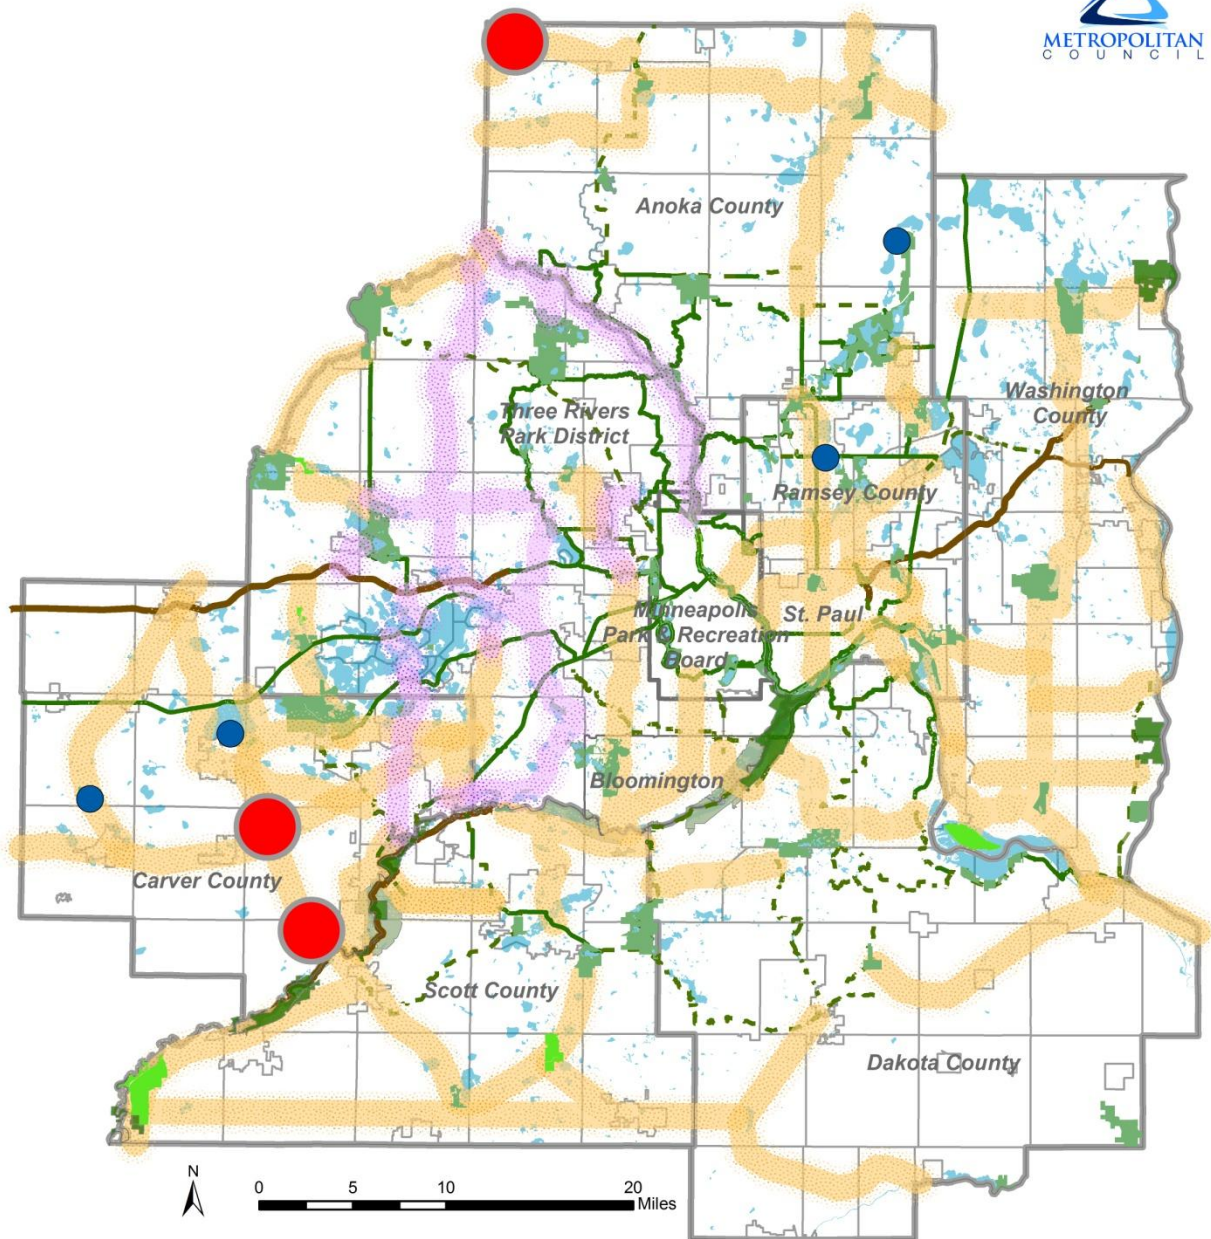 METROPOLITAN
COUNCIL
Anoka County
Washington
County
Three Rivers
Park District
Ramsey County
Minneapolis
Park & Recreation
Board
St. Paul
Bloomington
Carver County
Scott County
Dakota County
N
0 5 10 20
Miles